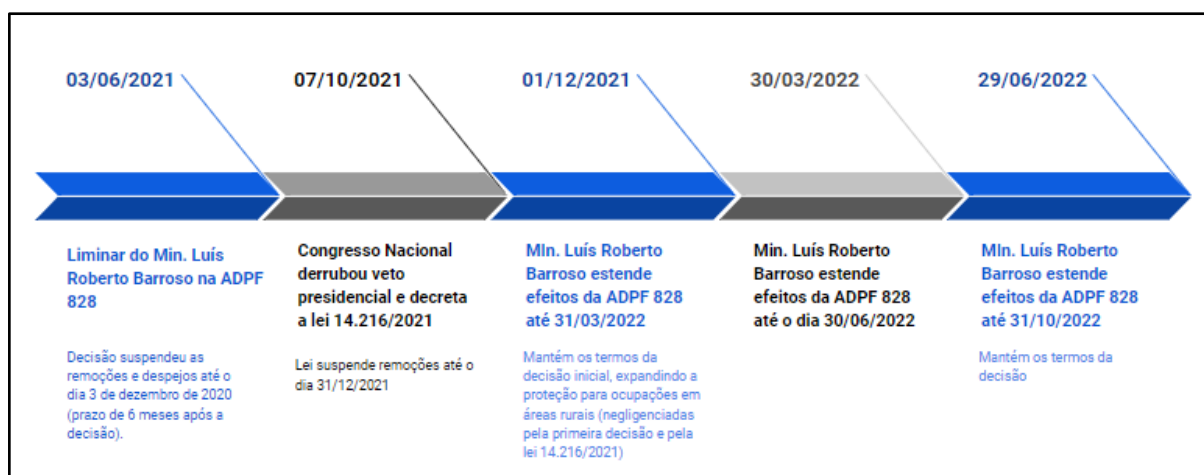 03/06/2021
07/10/2021
01/12/2021
30/03/2022
29/06/2022
Liminar do Min. Luís
Roberto Barroso na ADPF
828
Decisão suspendeu as
remoções e despejos até o
dia 3 de dezembro de 2020
(prazo de 6 meses após a
decisão).
Congresso Nacional
derrubou veto
presidencial e decreta
a lei 14.216/2021
Lei suspende remoções até o
dia 31/12/2021
MIn. Luís Roberto
Barroso estende
efeitos da ADPF 828
até 31/03/2022
Mantém os termos da
decisão inicial, expandindo a
proteção para ocupações em
áreas rurais (negligenciadas
pela primeira decisão e pela
lei 14.216/2021)
Min. Luís Roberto
Barroso estende
efeitos da ADPF 828
até o dia 30/06/2022
MIn. Luís Roberto
Barroso estende
efeitos da ADPF 828
até 31/10/2022
Mantém os termos da
decisão